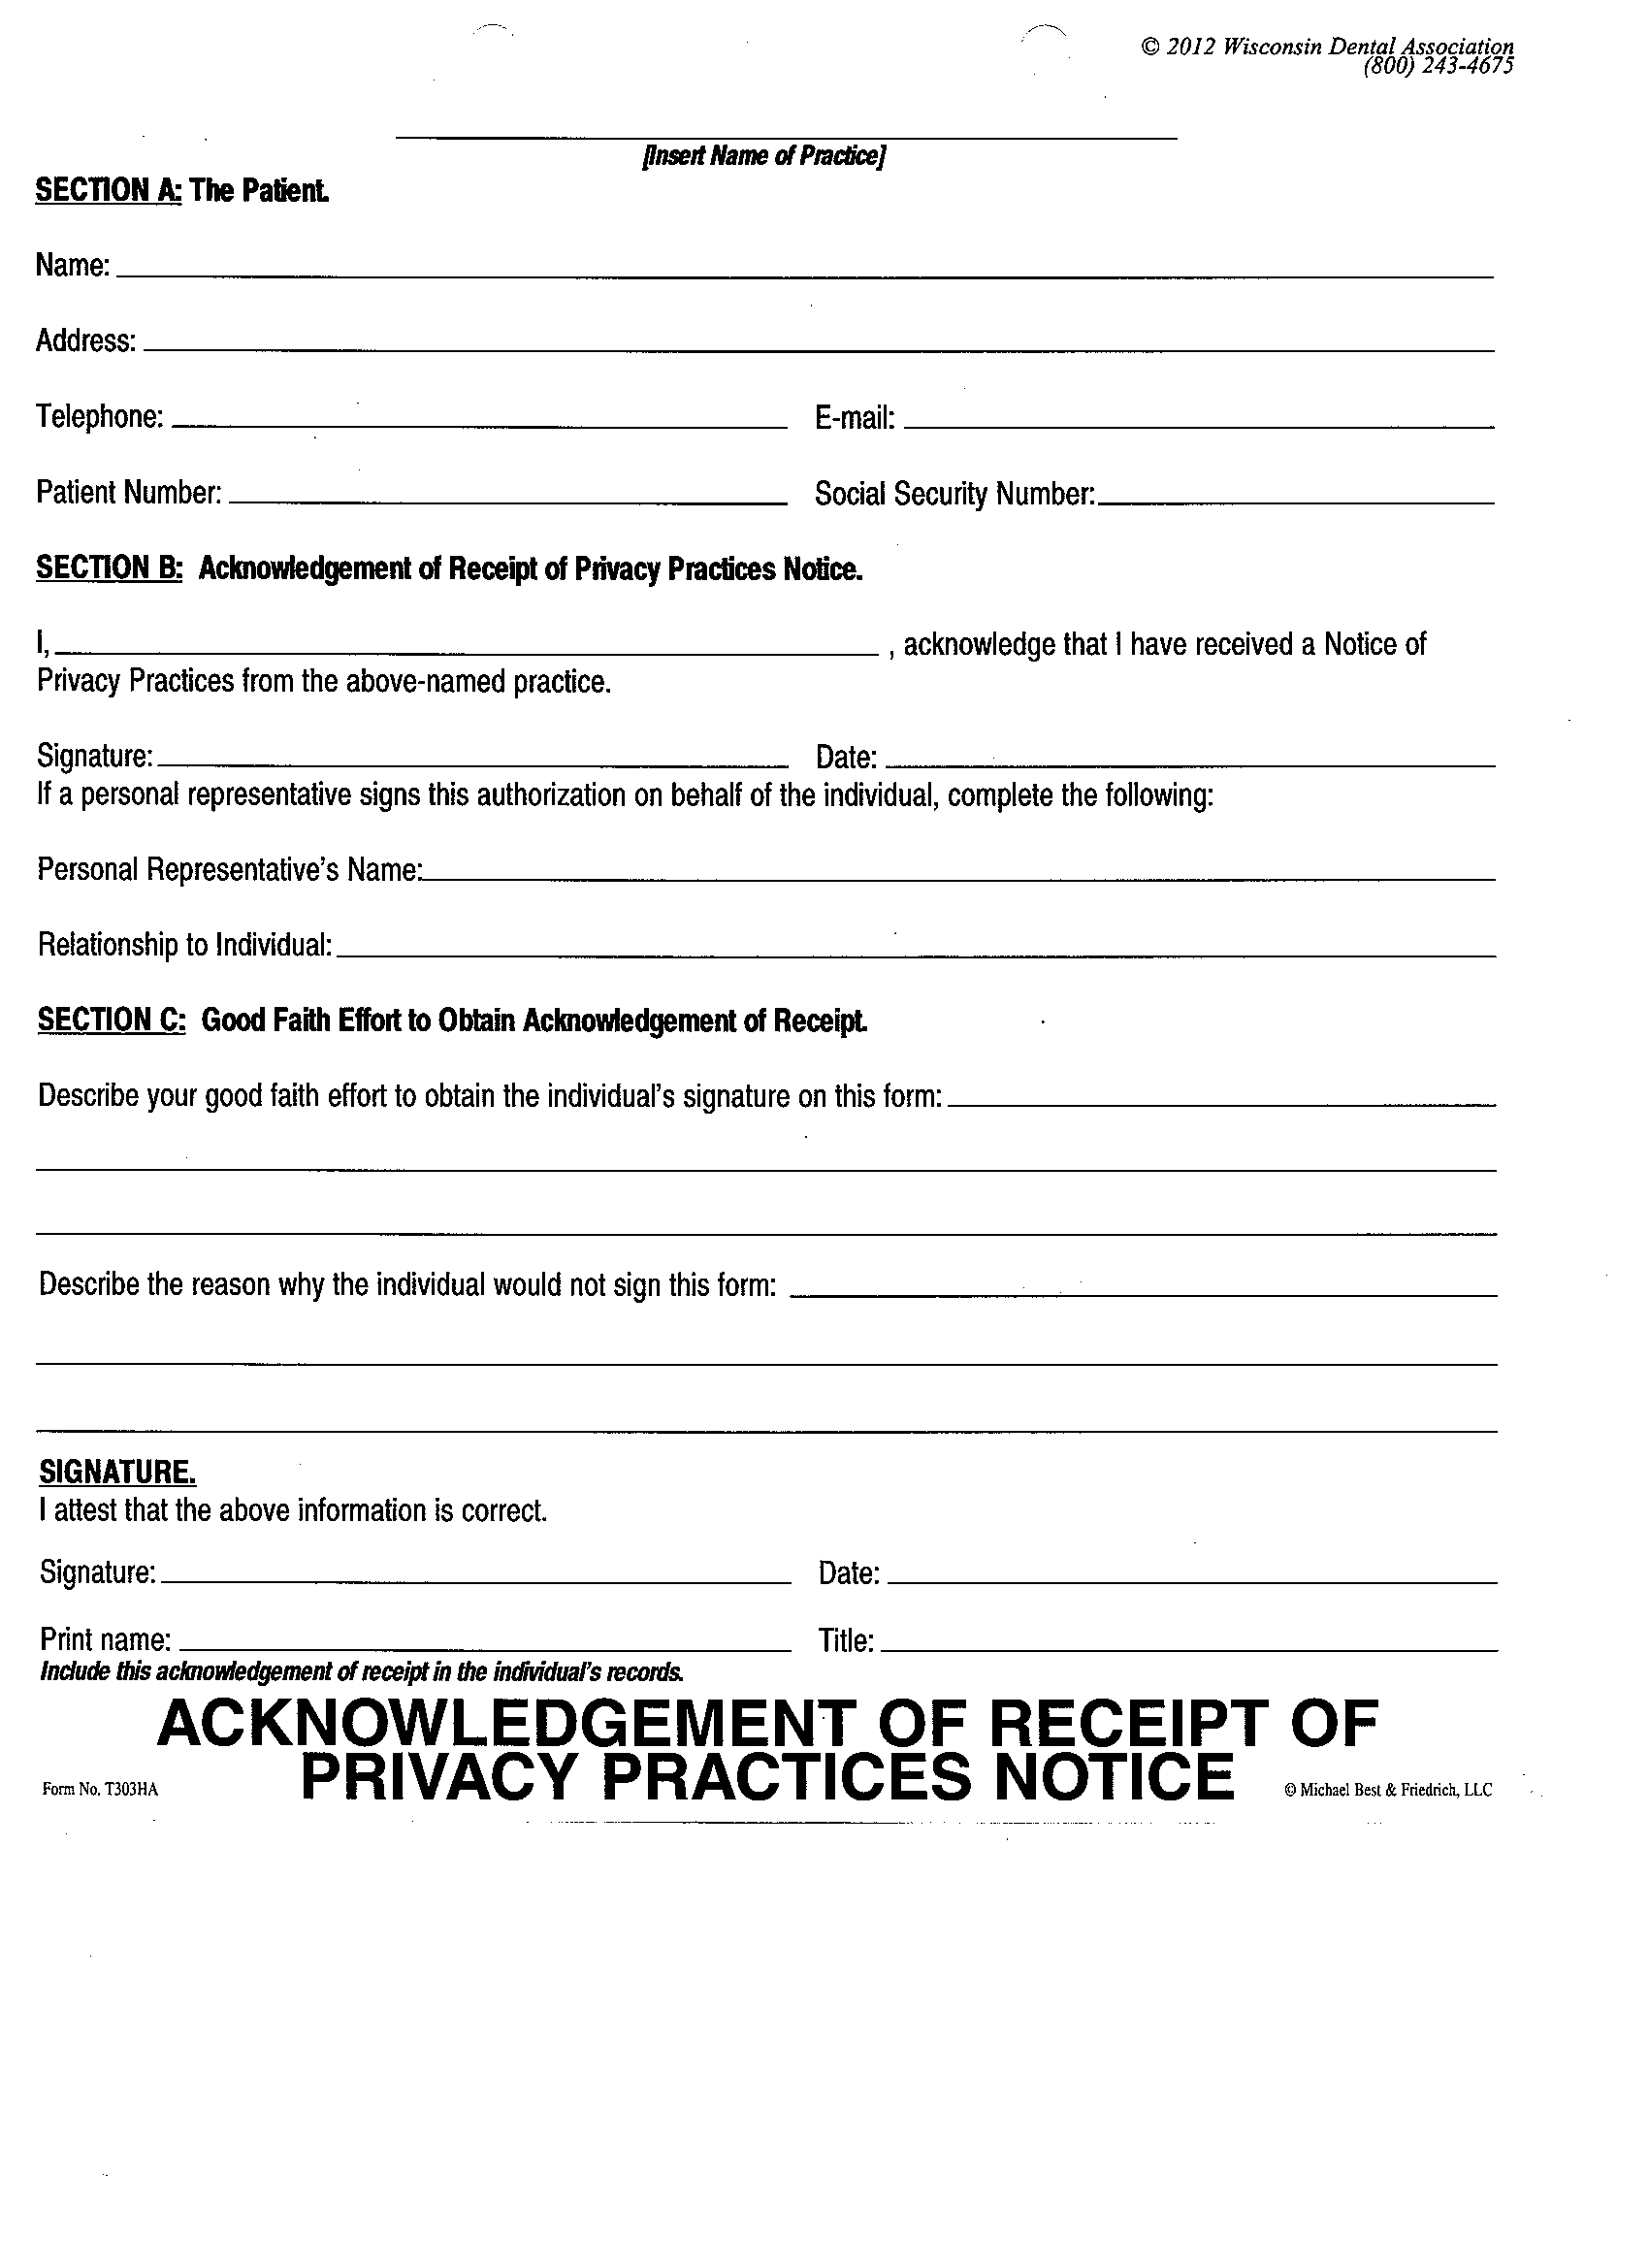 © 2012 Wisconsin Dental Association
(800) 243-4675
[Insert Name of Practice]
SECTION A: The Patient.
Name:
Address:
Telephone: E-mail:
Patient Number: Social Security Number:
SECTION B: Acknowledgement of Receipt of Privacy Practices Notice.
I, , acknowledge that I have received a Notice of
Privacy Practices from the above-named practice.
Signature: Date:
If a personal representative signs this authorization on behalf of the individual, complete the following:
Personal Representative's Name:
Relationship to Individual:
SECTION C: Good Faith Effort to Obtain Acknowledgement of Receipt.
Describe your good faith effort to obtain the individual's signature on this form:
Describe the reason why the individual would not sign this form:
SIGNATURE.
I attest that the above information is correct.
Signature: Date:
Print name: Title:
Include this acknowledgement of receipt in the individual's records.
ACKNOWLEDGEMENT OF RECEIPT OF
PRIVACY PRACTICES NOTICE
Form No. T303HA © Michael Best & Friedrich, LLC